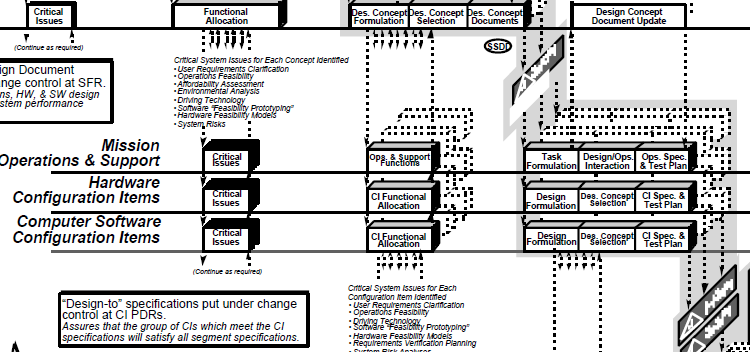 Critical
Issues
Functional
Allocation
Des. Concept
Formulation
Des. Concept
Selection
Des. Concept
Documents
Design Concept
Document Update
(Continue as required)
SSDD
ign Document
nge control at SFR.
ns, HW, & SW design
stem performance
Critical System Issues for Each Concept Identified
• User Requirements Clarification
• Operations Feasibility
• Affordability Assessment
• Environmental Analysis
• Driving Technology
• Software "Feasibility Prototyping"
• Hardware Feasibility Models
• System Risks
Mission
Operations & Support
Critical
Issues
Ops. & Support
Functions
Task
Formulation
Design/Ops.
Interaction
Ops. Spec.
& Test Plan
Hardware
Configuration Items
Critical
Issues
CI Functional
Allocation
Design
Formulation
Des. Concept
Selection
CI Spec. &
Test Plan
Computer Software
Configuration Items
Critical
Issues
CI Functional
Allocation
Design
Formulation
Des. Concept
Selection
CI Spec. &
Test Plan
(Continue as required)
"Design-to" specifications put under change
control at CI PDRs.
Assures that the group of CIs which meet the CI
specifications will satisfy all segment specifications.
Critical System Issues for Each
Configuration Item Identified
• User Requirements Clarification
• Operations Feasibility
• Driving Technology
• Software "Feasibility Prototyping"
• Hardware Feasibility Models
• Requirements Verification Planning
• System Risk Analyses